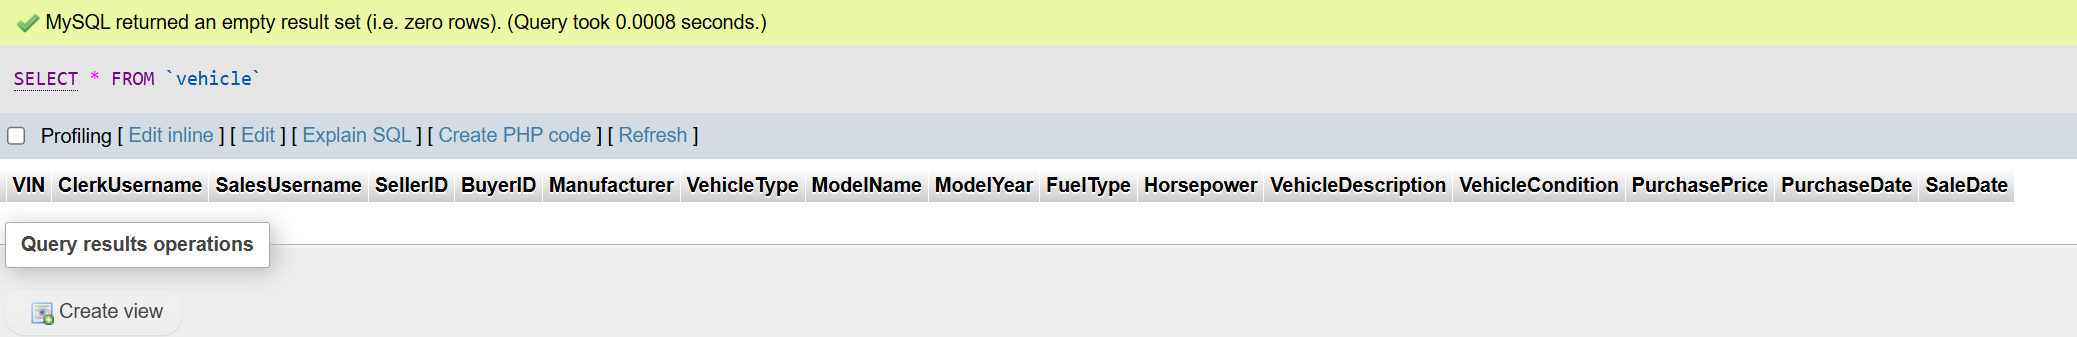 MySQL returned an empty result set (i.e. zero rows). (Query took 0.0008 seconds.)
SELECT * FROM `vehicle`
Profiling [ Edit inline ] [ Edit ] [ Explain SQL ] [ Create PHP code ] [ Refresh ]
VIN ClerkUsername SalesUsername SellerID BuyerID Manufacturer VehicleType ModelName ModelYear FuelType Horsepower VehicleDescription VehicleCondition PurchasePrice PurchaseDate SaleDate
Query results operations
Create view